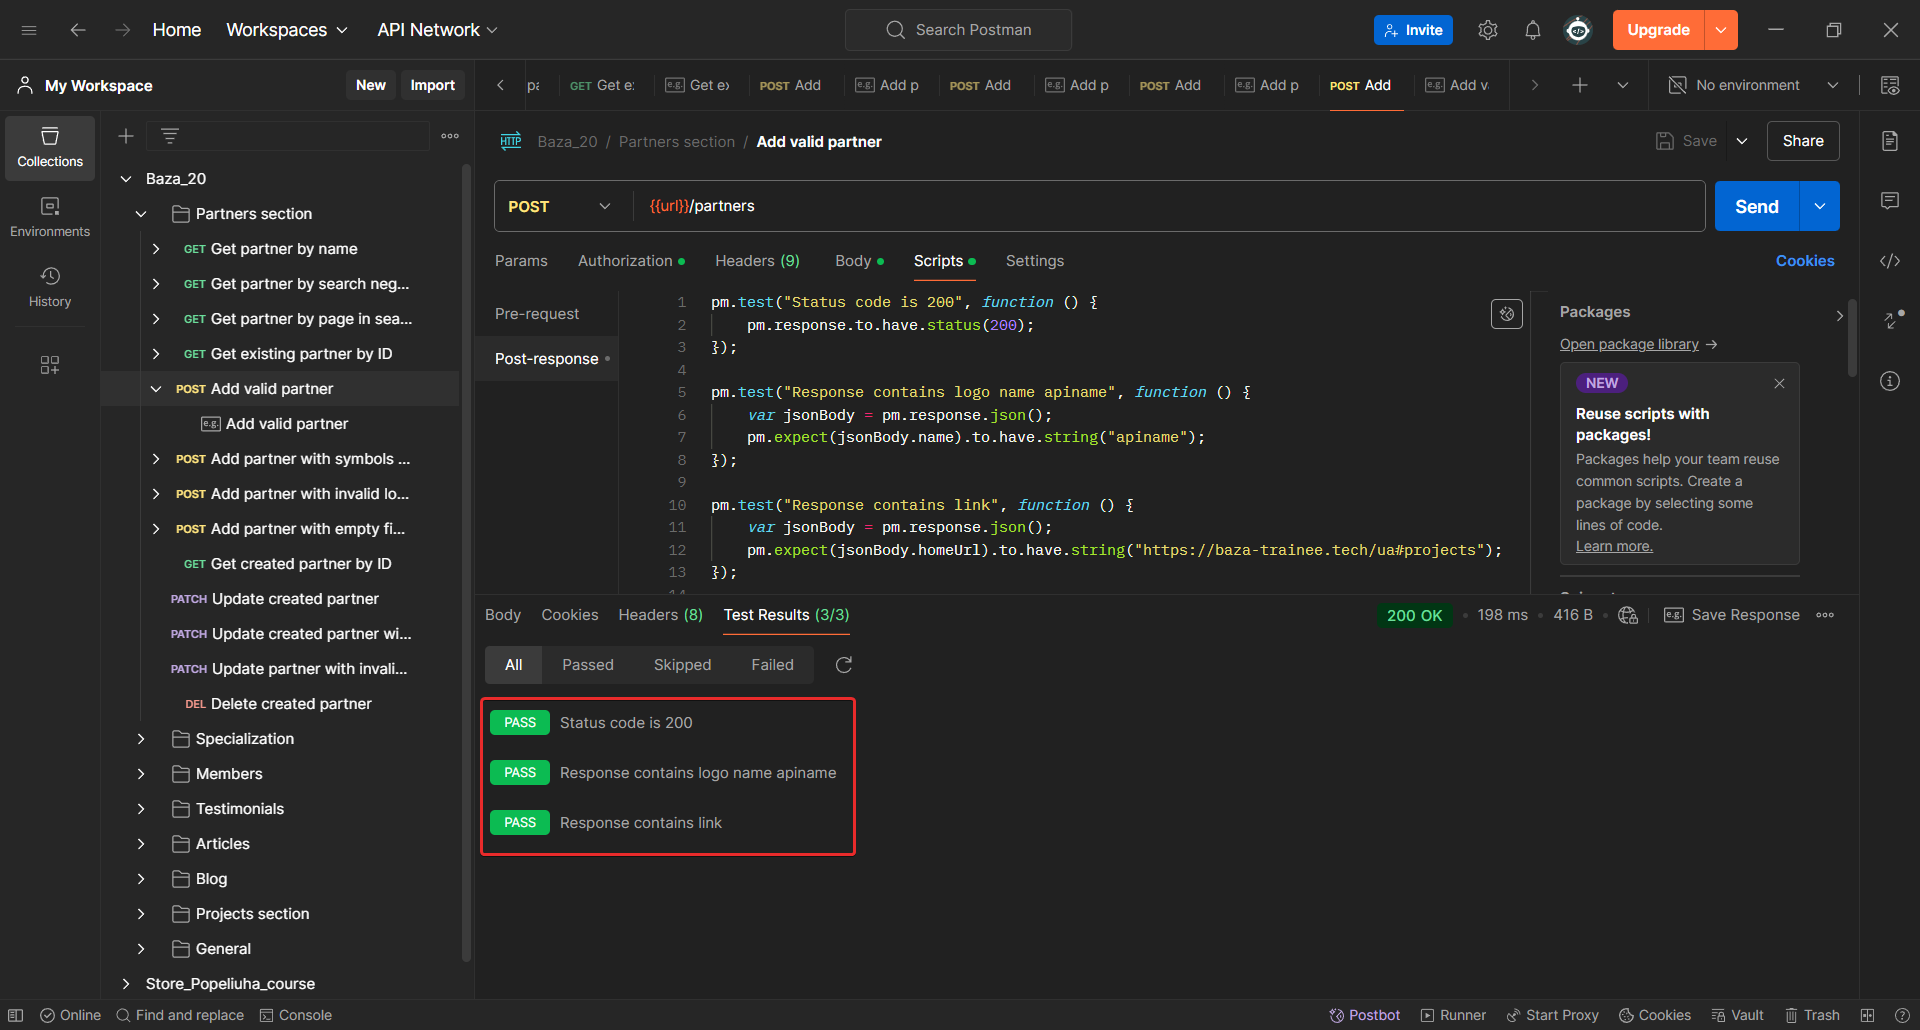 Home
Workspaces
API Network
Search Postman
Invite
Upgrade
My Workspace
New
Import
GET Get e
e.g. Get e
POST Add
e.g. Add p
POST Add
e.g. Add p
POST Add
e.g. Add p
POST Add
e.g. Add v
No environment
Collections
Environments
History
Baza_20
Partners section
GET Get partner by name
GET Get partner by search neg...
GET Get partner by page in sea...
GET Get existing partner by ID
POST Add valid partner
e.g. Add valid partner
POST Add partner with symbols ...
POST Add partner with invalid lo...
POST Add partner with empty fi...
GET Get created partner by ID
PATCH Update created partner
PATCH Update created partner wi...
PATCH Update partner with invali...
DEL Delete created partner
Specialization
Members
Testimonials
Articles
Blog
Projects section
General
Store_Popeliuha_course
HTTP Baza_20 / Partners section / Add valid partner
Save
Share
POST
{{url}}/partners
Send
Params
Authorization
Headers (9)
Body
Scripts
Settings
Cookies
Pre-request
Post-response
1 pm.test("Status code is 200", function () {
2 pm.response.to.have.status(200);
3 });
4
5 pm.test("Response contains logo name apiname", function () {
6 var jsonBody = pm.response.json();
7 pm.expect(jsonBody.name).to.have.string("apiname");
8 });
9
10 pm.test("Response contains link", function () {
11 var jsonBody = pm.response.json();
12 pm.expect(jsonBody.homeUrl).to.have.string("https://baza-trainee.tech/ua#projects");
13 });
Packages
Open package library →
NEW
Reuse scripts with
packages!
Packages help your team reuse
common scripts. Create a
package by selecting some
lines of code.
Learn more.
Body
Cookies
Headers (8)
Test Results (3/3)
200 OK
198 ms
416 B
e.g. Save Response
All
Passed
Skipped
Failed
PASS Status code is 200
PASS Response contains logo name apiname
PASS Response contains link
Online
Find and replace
Console
Postbot
Runner
Start Proxy
Cookies
Vault
Trash